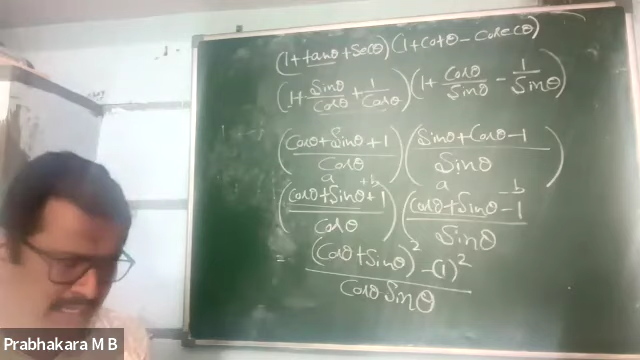 (1+tanθ+Secθ)(1+Cotθ-CoSecθ)
(1+Sinθ/Cosθ+1/Cosθ)(1+Cosθ/Sinθ-1/Sinθ)
(Cosθ+Sinθ+1/Cosθ)(Sinθ+Cosθ-1/Sinθ)
a +b a -b
(Cosθ+Sinθ+1/Cosθ)(Cosθ+Sinθ-1/Sinθ)
= (Cosθ+Sinθ)²-(1)²/Cosθ Sinθ
Prabhakara M B